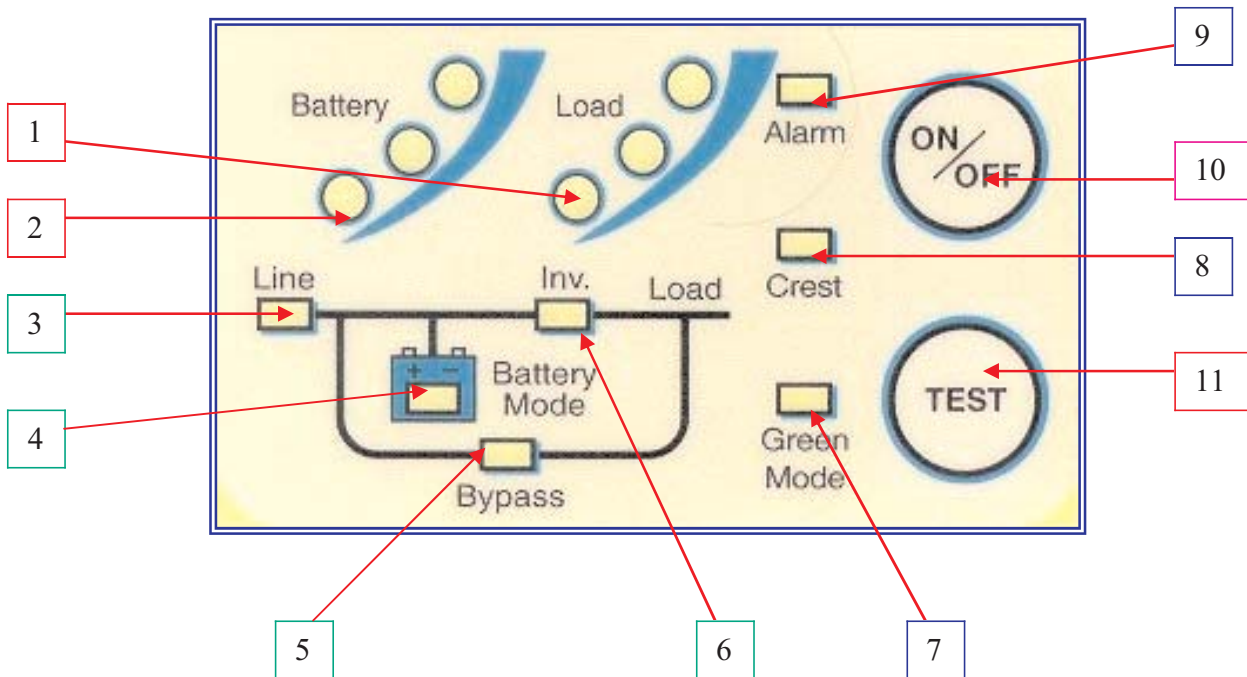 9
Battery
Load
1
Alarm
ON
/
OFF
10
2
Line
Inv.
Load
Crest
8
3
+ −
Battery
Mode
11
TEST
4
Green
Mode
Bypass
5
6
7